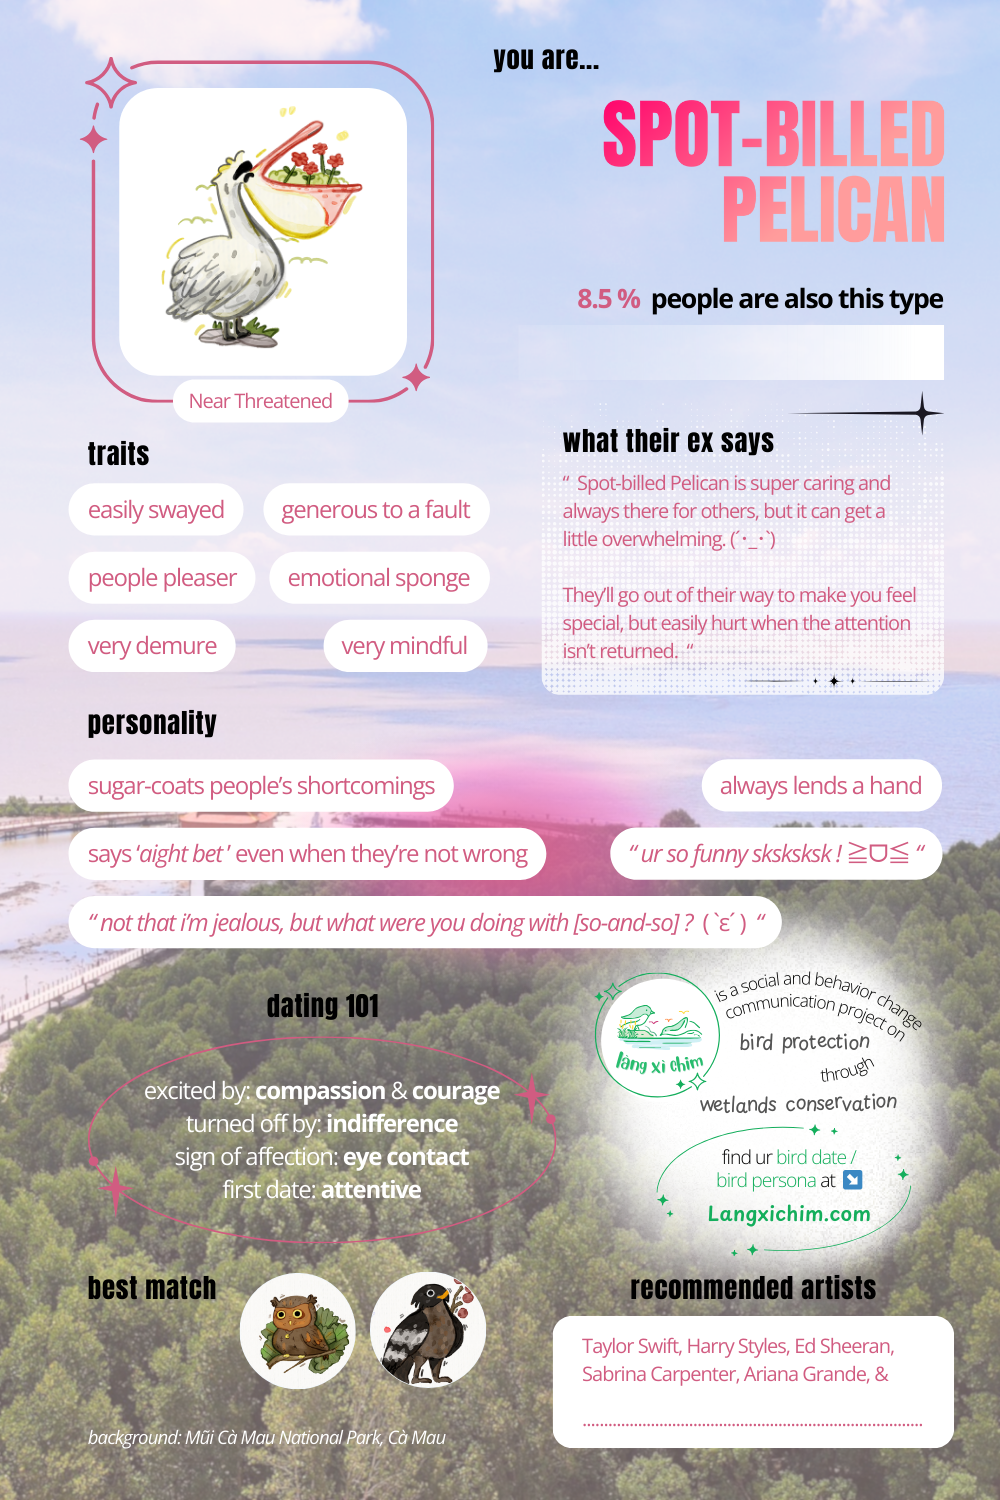 you are...
SPOT-BILLED
PELICAN
8.5 % people are also this type
Near Threatened
traits
easily swayed
generous to a fault
people pleaser
emotional sponge
very demure
very mindful
what their ex says
“ Spot-billed Pelican is super caring and
always there for others, but it can get a
little overwhelming. (´･_･`)
They’ll go out of their way to make you feel
special, but easily hurt when the attention
isn’t returned. “
personality
sugar-coats people’s shortcomings
always lends a hand
says ‘aight bet’ even when they’re not wrong
“ ur so funny sksksksk ! ≧▽≦ “
“ not that i’m jealous, but what were you doing with [so-and-so] ? ( `ε´ ) “
dating 101
excited by: compassion & courage
turned off by: indifference
sign of affection: eye contact
first date: attentive
làng xì chim
is a social and behavior change
communication project on
bird protection
through
wetlands conservation
find ur bird date /
bird persona at ↘
Langxichim.com
best match
recommended artists
Taylor Swift, Harry Styles, Ed Sheeran,
Sabrina Carpenter, Ariana Grande, &
................................................................................
background: Mũi Cà Mau National Park, Cà Mau